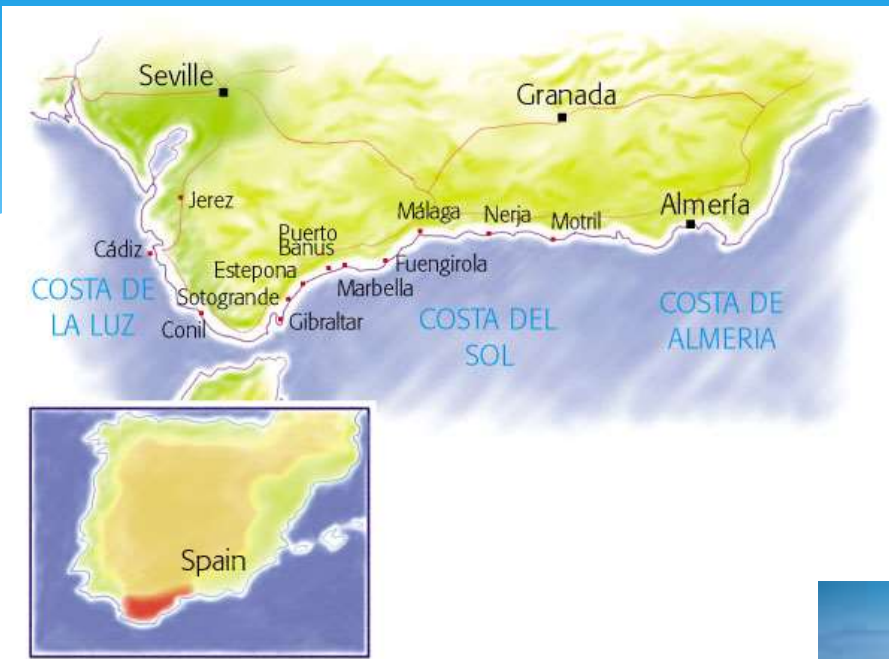 Seville
Granada
Jerez
Málaga
Nerja
Motril
Almería
Puerto
Banus
Cádiz
Estepona
Fuengirola
Marbella
Sotogrande
COSTA DE
LA LUZ
Conil
Gibraltar
COSTA DEL
SOL
COSTA DE
ALMERIA
Spain